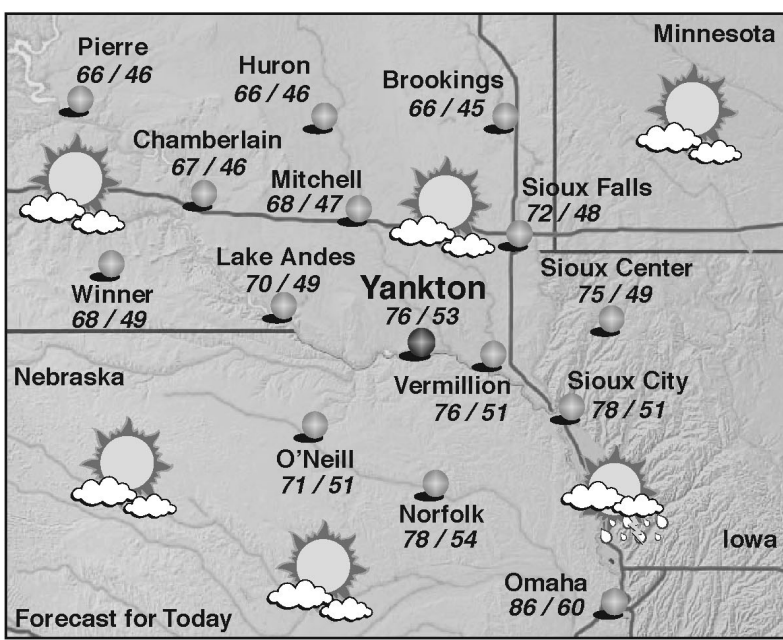 Minnesota
Pierre
66 / 46
Huron
66 / 46
Brookings
66 / 45
Chamberlain
67 / 46
Mitchell
68 / 47
Sioux Falls
72 / 48
Lake Andes
70 / 49
Yankton
76 / 53
Sioux Center
75 / 49
Winner
68 / 49
Nebraska
Vermillion
76 / 51
Sioux City
78 / 51
O'Neill
71 / 51
Norfolk
78 / 54
Iowa
Omaha
86 / 60
Forecast for Today